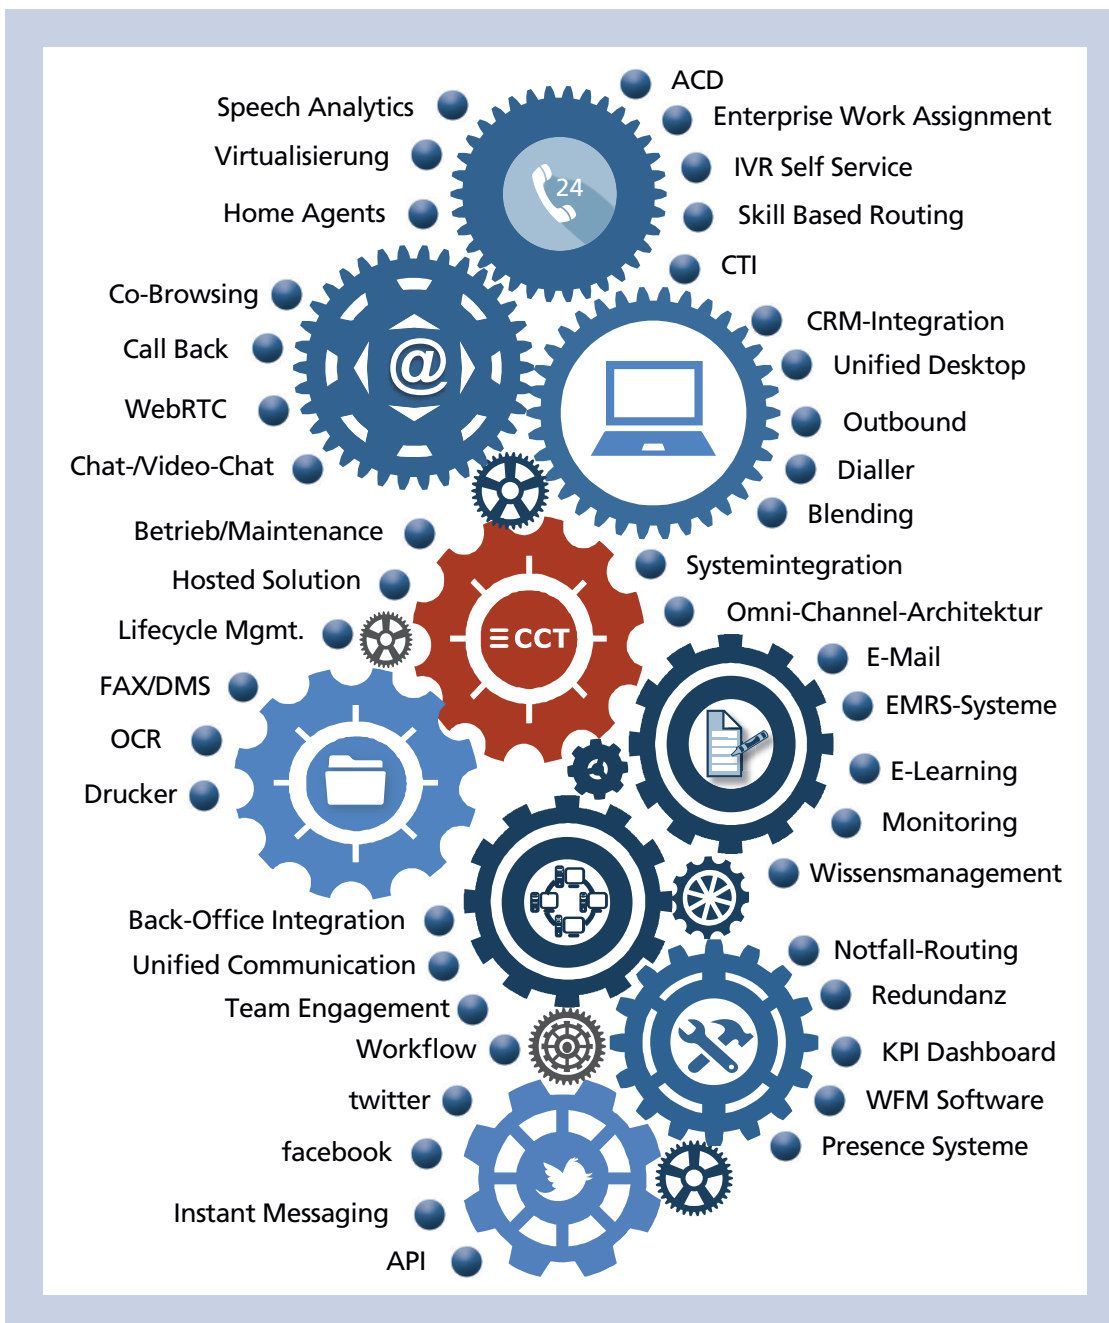 ACD
Speech Analytics
Enterprise Work Assignment
Virtualisierung
IVR Self Service
24
Home Agents
Skill Based Routing
CTI
Co-Browsing
CRM-Integration
Call Back
@
Unified Desktop
WebRTC
Outbound
Chat-/Video-Chat
Dialler
Blending
Betrieb/Maintenance
Systemintegration
Hosted Solution
Omni-Channel-Architektur
Lifecycle Mgmt.
CCT
E-Mail
FAX/DMS
EMRS-Systeme
OCR
E-Learning
Drucker
Monitoring
Wissensmanagement
Back-Office Integration
Notfall-Routing
Unified Communication
Redundanz
Team Engagement
Workflow
KPI Dashboard
twitter
WFM Software
facebook
Presence Systeme
Instant Messaging
API